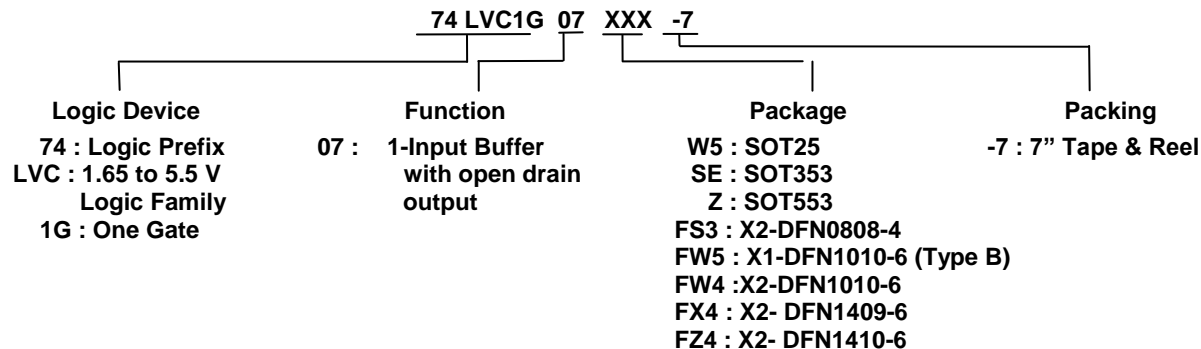 74 LVC1G 07 XXX -7
Logic Device
74 : Logic Prefix
LVC : 1.65 to 5.5 V
Logic Family
1G : One Gate
Function
07 : 1-Input Buffer
with open drain
output
Package
W5 : SOT25
SE : SOT353
Z : SOT553
FS3 : X2-DFN0808-4
FW5 : X1-DFN1010-6 (Type B)
FW4 :X2-DFN1010-6
FX4 : X2- DFN1409-6
FZ4 : X2- DFN1410-6
Packing
-7 : 7” Tape & Reel